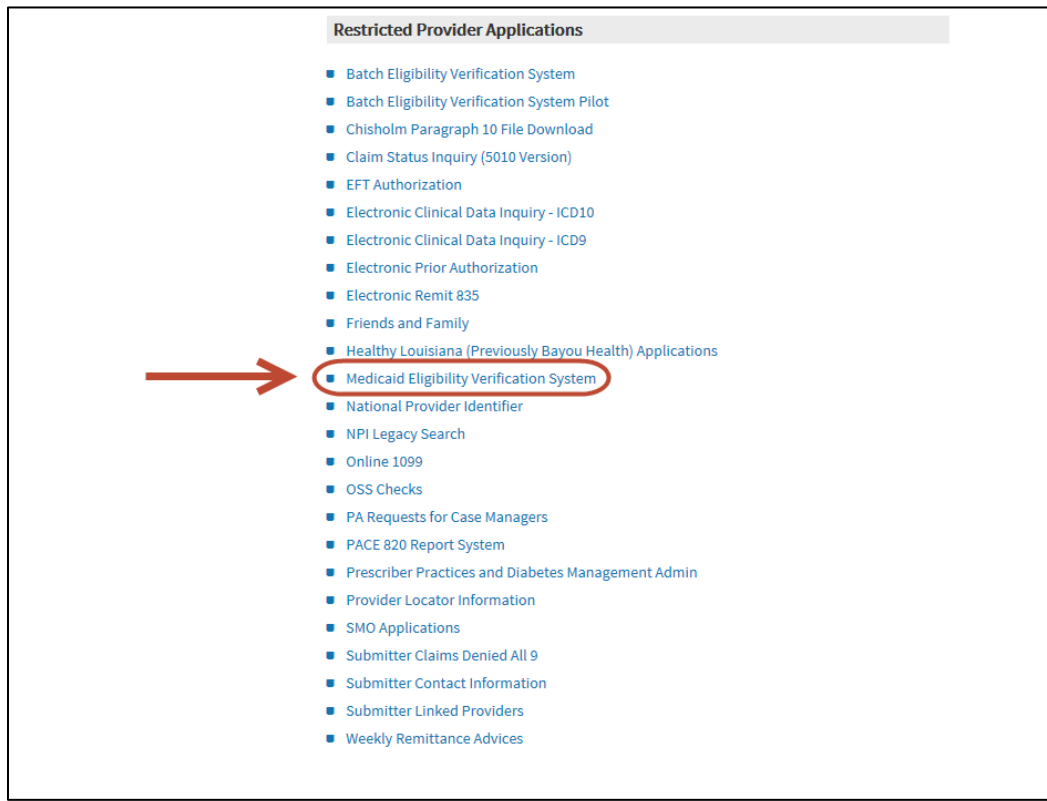 Restricted Provider Applications
Batch Eligibility Verification System
Batch Eligibility Verification System Pilot
Chisholm Paragraph 10 File Download
Claim Status Inquiry (5010 Version)
EFT Authorization
Electronic Clinical Data Inquiry - ICD10
Electronic Clinical Data Inquiry - ICD9
Electronic Prior Authorization
Electronic Remit 835
Friends and Family
Healthy Louisiana (Previously Bayou Health) Applications
Medicaid Eligibility Verification System
National Provider Identifier
NPI Legacy Search
Online 1099
OSS Checks
PA Requests for Case Managers
PACE 820 Report System
Prescriber Practices and Diabetes Management Admin
Provider Locator Information
SMO Applications
Submitter Claims Denied All 9
Submitter Contact Information
Submitter Linked Providers
Weekly Remittance Advices